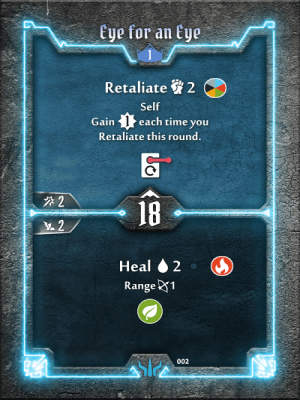 Eye for an Eye
1
Retaliate 2
Self
Gain 1 each time you
Retaliate this round.
2
18
2
Heal 2
Range 1
002